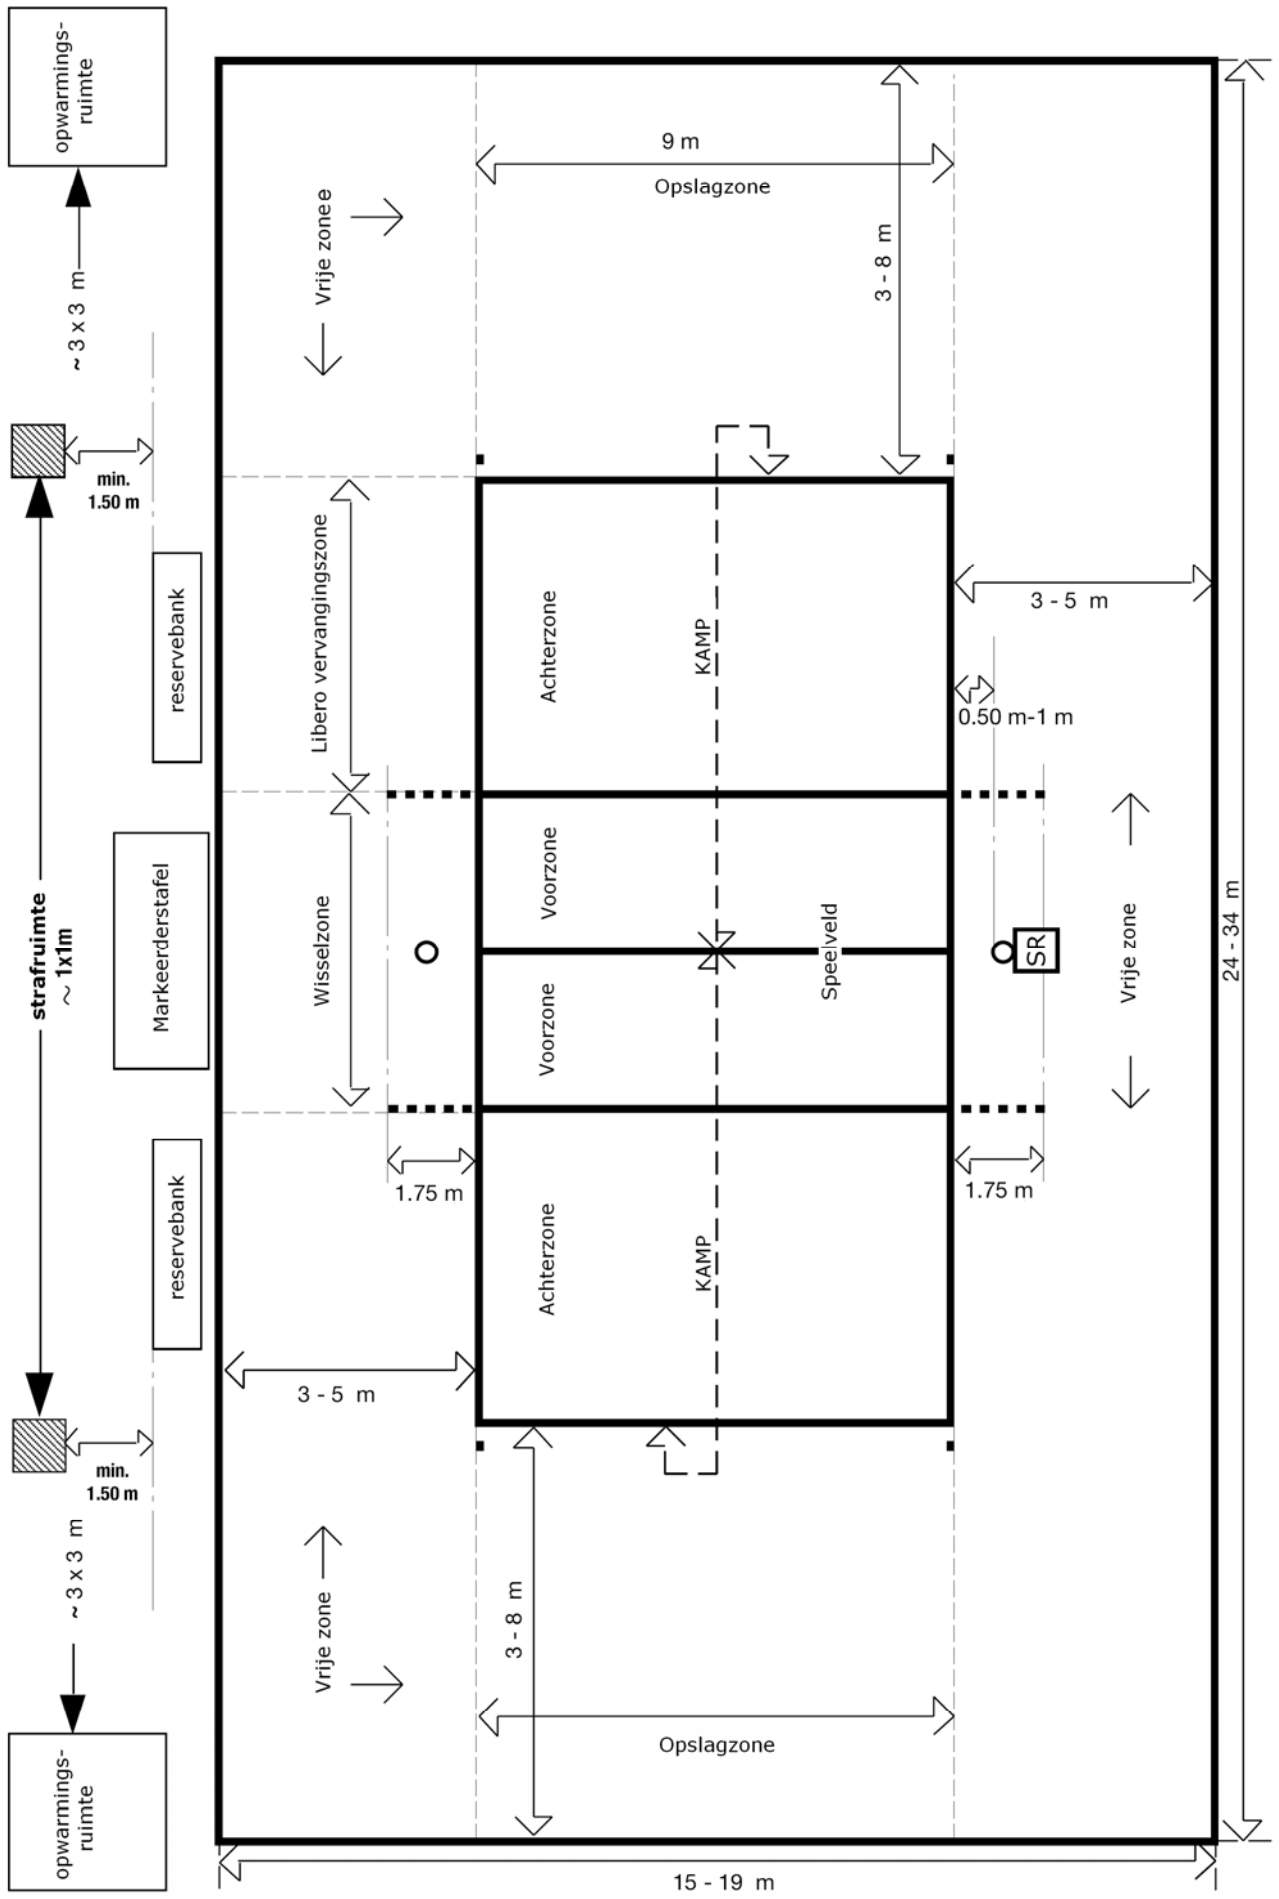 opwarmings-
ruimte
~ 3 x 3 m
min.
1.50 m
reservebank
Markeerderstafel
strafruimte
~ 1x1m
reservebank
min.
1.50 m
~ 3 x 3 m
opwarmings-
ruimte
9 m
Opslagzone
Vrije zonee
3 - 8 m
Libero vervangingszone
Achterzone
KAMP
3 - 5 m
0.50 m-1 m
Wisselzone
Voorzone
Speelveld
SR
Vrije zone
24 - 34 m
Voorzone
1.75 m
1.75 m
Achterzone
KAMP
3 - 5 m
Vrije zone
3 - 8 m
Opslagzone
15 - 19 m